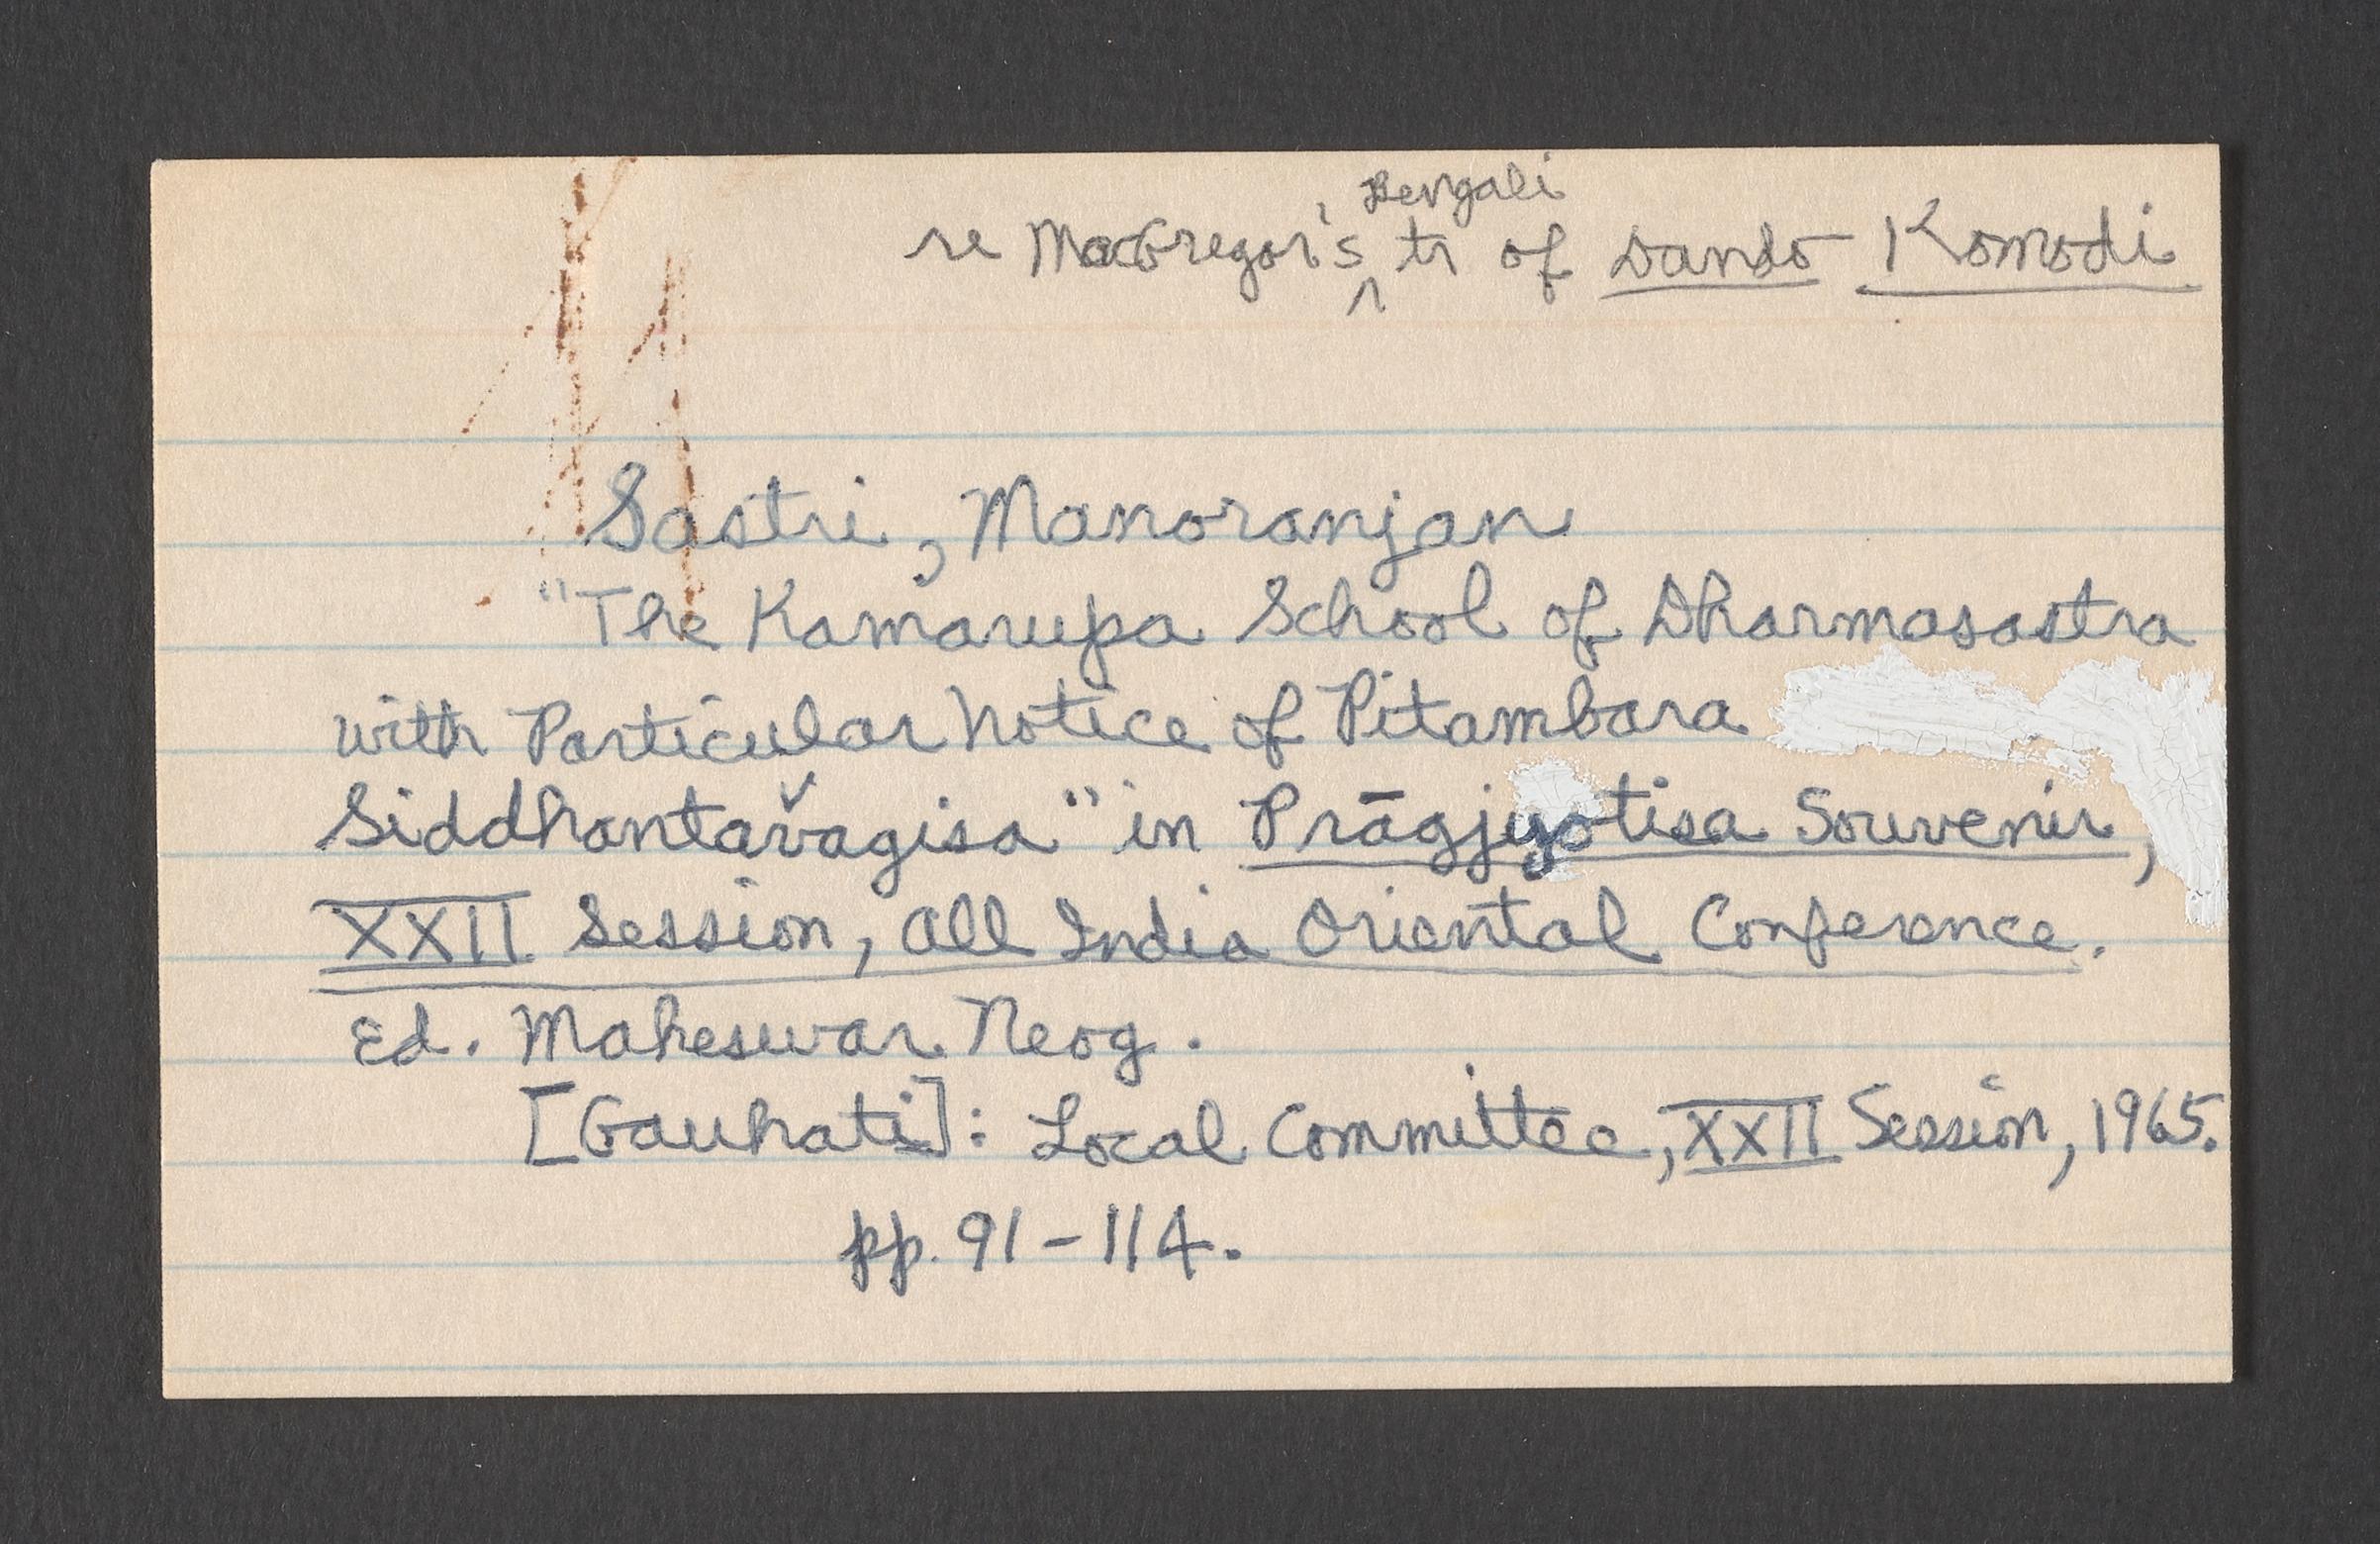 Bengali
re MacGregor's ^ tr of Dando Komodi
Sastri, Manoranjan
"The Kamarupa School of Dharmasastra
with Particular Notice of Pitambara
Siddhantavagisa" in Prāgjyotisa Souvenir,
XXII Session, All India Oriental Conference.
Ed. Maheswar Neog.
[Gauhati]: Local Committee, XXII Session, 1965.
pp. 91-114.